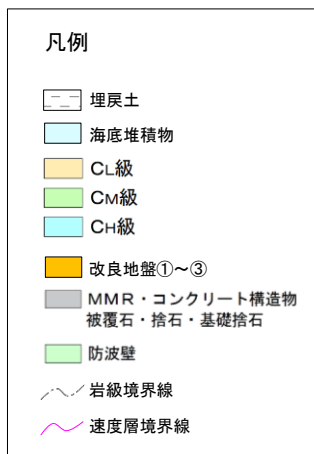 凡例
埋戻土
海底堆積物
CL級
CM級
CH級
改良地盤①～③
MMR・コンクリート構造物
被覆石・捨石・基礎捨石
防波壁
岩級境界線
速度層境界線